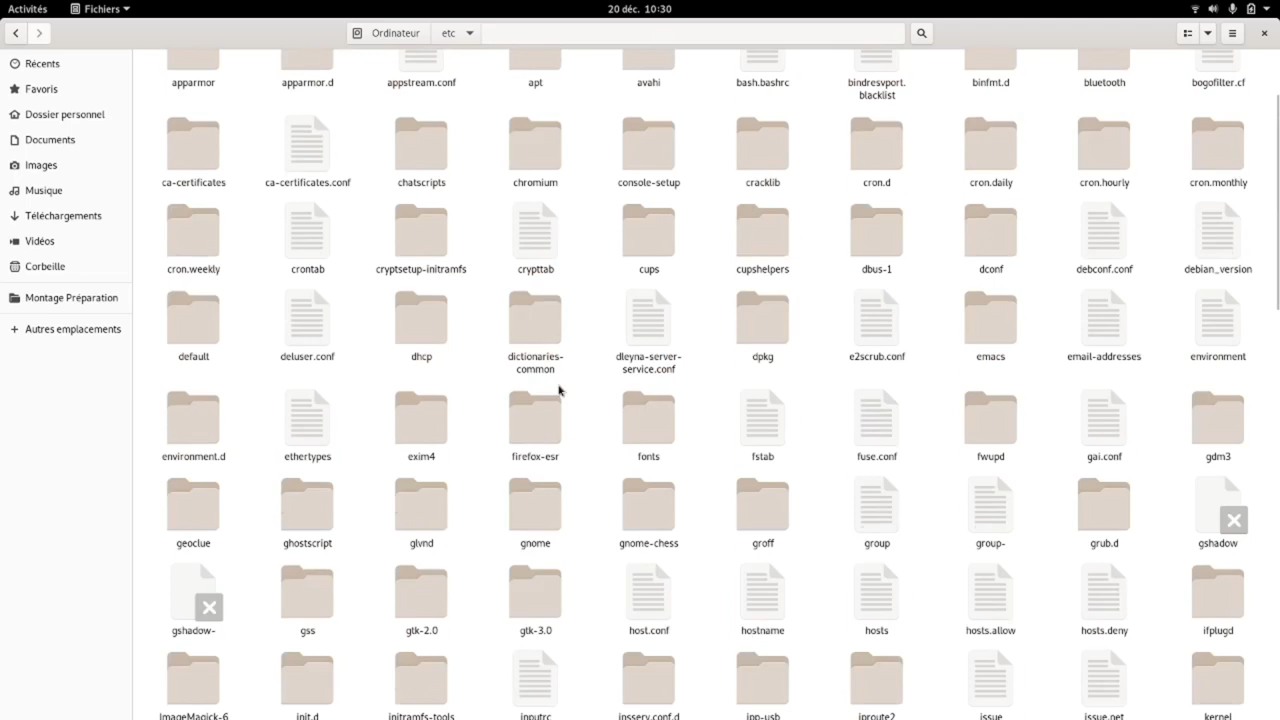 Activités Fichiers 20 déc. 10:30
Ordinateur etc
Récents
Favoris
Dossier personnel
Documents
Images
Musique
Téléchargements
Vidéos
Corbeille
Montage Préparation
+ Autres emplacements
apparmor apparmor.d appstream.conf apt avahi bash.bashrc bindresvport. binfmt.d bluetooth bogofilter.cf
blacklist
ca-certificates ca-certificates.conf chatscripts chromium console-setup cracklib cron.d cron.daily cron.hourly cron.monthly
cron.weekly crontab cryptsetup-initramfs crypttab cups cupshelpers dbus-1 dconf debconf.conf debian_version
default deluser.conf dhcp dictionaries- dleyna-server- dpkg e2scrub.conf emacs email-addresses environment
common service.conf
environment.d ethertypes exim4 firefox-esr fonts fstab fuse.conf fwupd gai.conf gdm3
geoclue ghostscript glvnd gnome gnome-chess groff group group- grub.d gshadow
gshadow- gss gtk-2.0 gtk-3.0 host.conf hostname hosts hosts.allow hosts.deny ifplugd
ImageMagick-6 init.d initramfs-tools inputrc insserv.conf.d ipp-usb iproute2 issue issue.net kernel